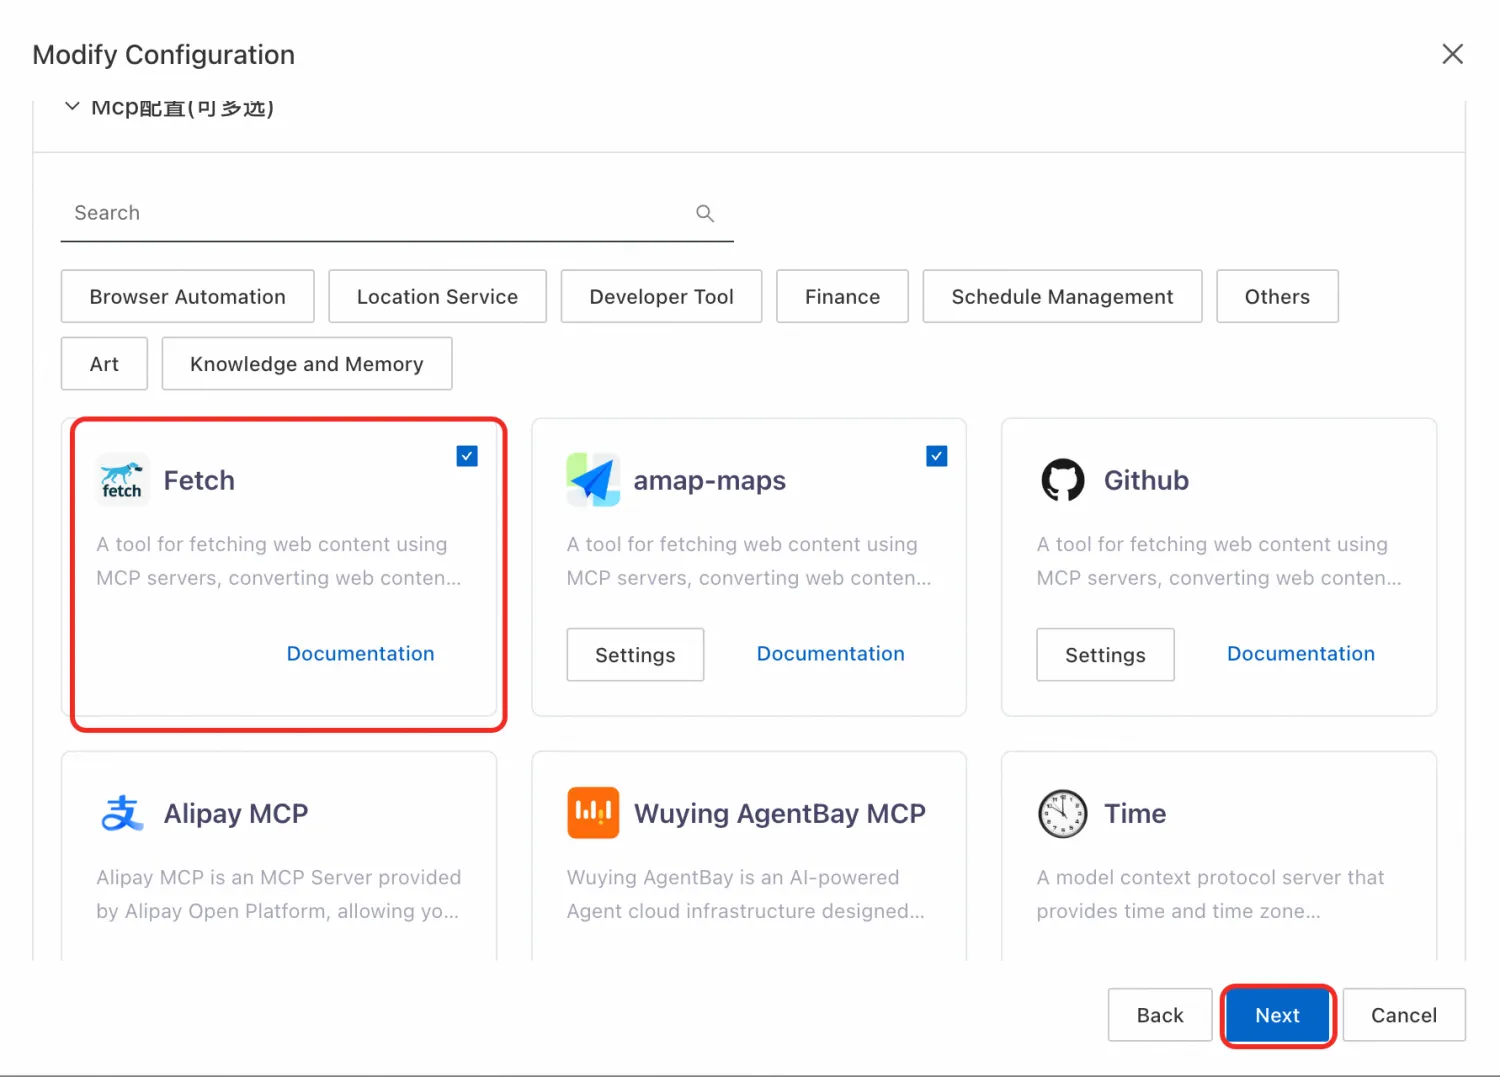 Modify Configuration
Mcp配置(可多选)
Search
Browser Automation
Location Service
Developer Tool
Finance
Schedule Management
Others
Art
Knowledge and Memory
fetch
Fetch
A tool for fetching web content using
MCP servers, converting web conten...
Documentation
amap-maps
A tool for fetching web content using
MCP servers, converting web conten...
Settings
Documentation
Github
A tool for fetching web content using
MCP servers, converting web conten...
Settings
Documentation
支
Alipay MCP
Alipay MCP is an MCP Server provided
by Alipay Open Platform, allowing yo...
Wuying AgentBay MCP
Wuying AgentBay is an AI-powered
Agent cloud infrastructure designed...
Time
A model context protocol server that
provides time and time zone...
Back
Next
Cancel